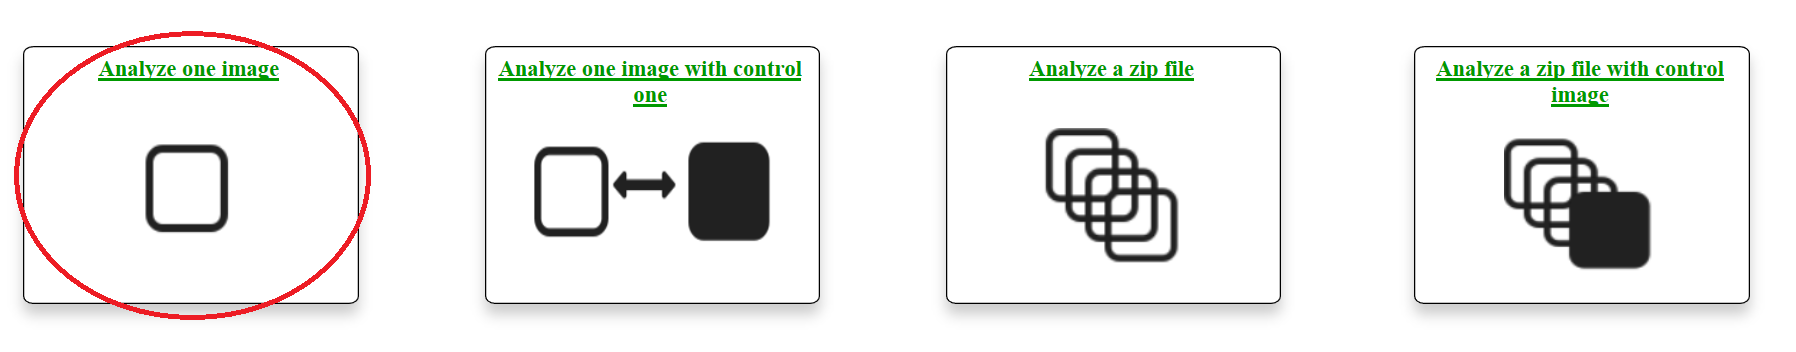 Analyze one image
Analyze one image with control
one
Analyze a zip file
Analyze a zip file with control
image